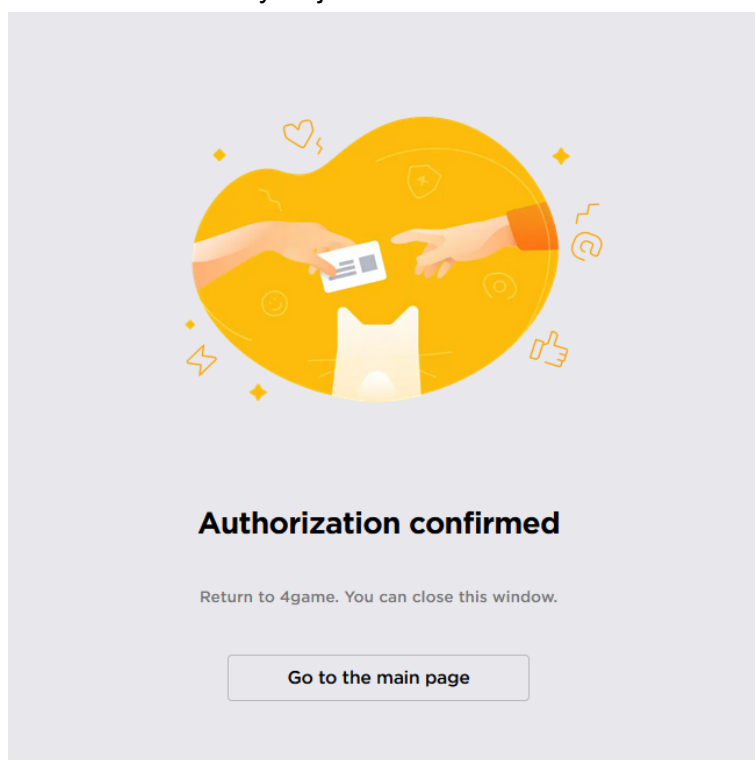 Authorization confirmed
Return to 4game. You can close this window.
Go to the main page